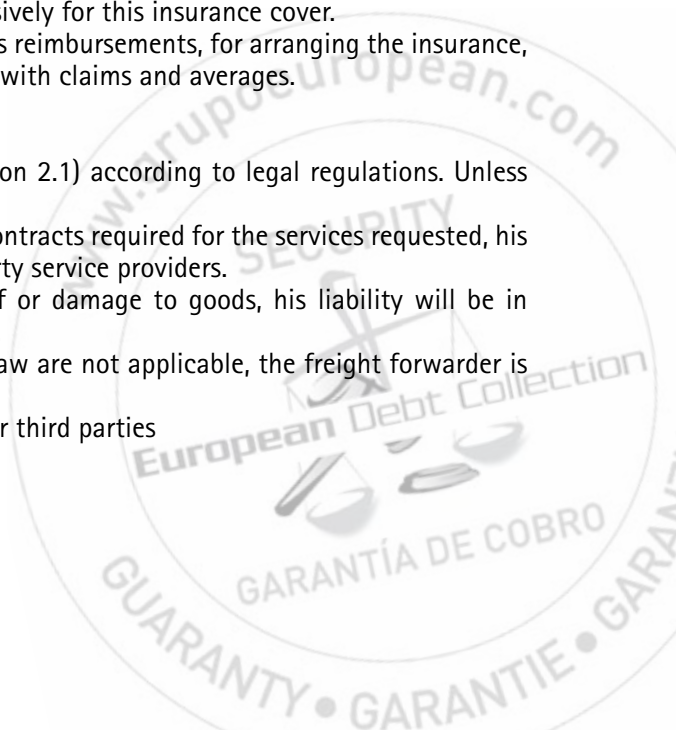 sively for this insurance cover.
s reimbursements, for arranging the insurance,
with claims and averages.
on 2.1) according to legal regulations. Unless
ontracts required for the services requested, his
rty service providers.
f or damage to goods, his liability will be in
aw are not applicable, the freight forwarder is
r third parties
www.grupoeuropean.com
SECURITY
European Debt Collection
GARANTÍA DE COBRO
GUARANTY • GARANTIE • GARANT